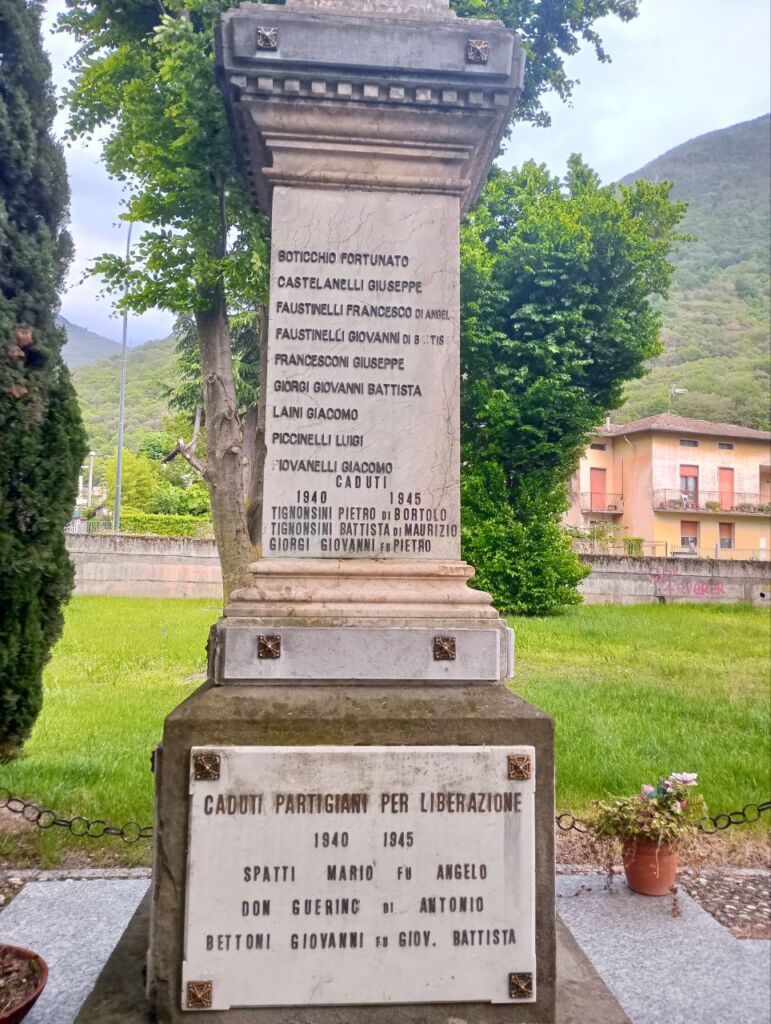 BOTICCHIO FORTUNATO
CASTELANELLI GIUSEPPE
FAUSTINELLI FRANCESCO DI ANGEL
FAUSTINELLI GIOVANNI DI
FRANCESCONI GIUSEPPE
GIORGI GIOVANNI BATTISTA
LAINI GIACOMO
PICCINELLI LUIGI
FIOVANELLI GIACOMO
CADUTI
1940 1945
TIGNONSINI PIETRO DI BORTOLO
TIGNONSINI BATTISTA DI MAURIZIO
GIORGI GIOVANNI FU PIETRO
CADUTI PARTIGIANI PER LIBERAZIONE
1940 1945
SPATTI MARIO FU ANGELO
DON GUERINO DI ANTONIO
BETTONI GIOVANNI FU GIOV. BATTISTA